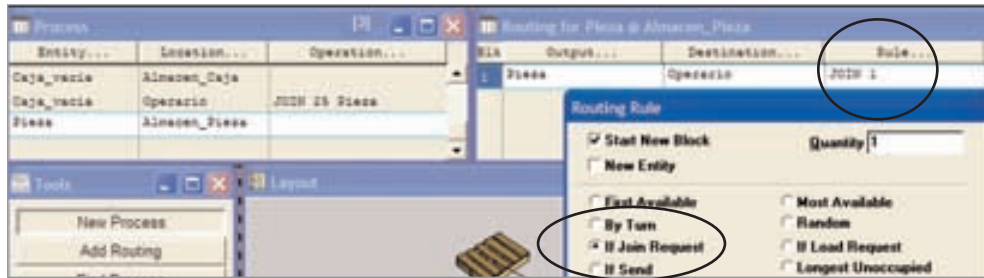 Process
[3]
Routing for Pieza @ Almacen_Pieza
Entity... Location... Operation...
Blk Output... Destination... Rule...
Caja_vacia Almacen_Caja
Caja_vacia Operario JOIN 25 Pieza
Pieza Almacen_Pieza
1 Pieza Operario JOIN 1
Routing Rule
Start New Block
Quantity 1
New Entity
Tools
Layout
New Process
Add Routing
First Available Most Available
By Turn Random
If Join Request If Load Request
If Send Longest Unoccupied